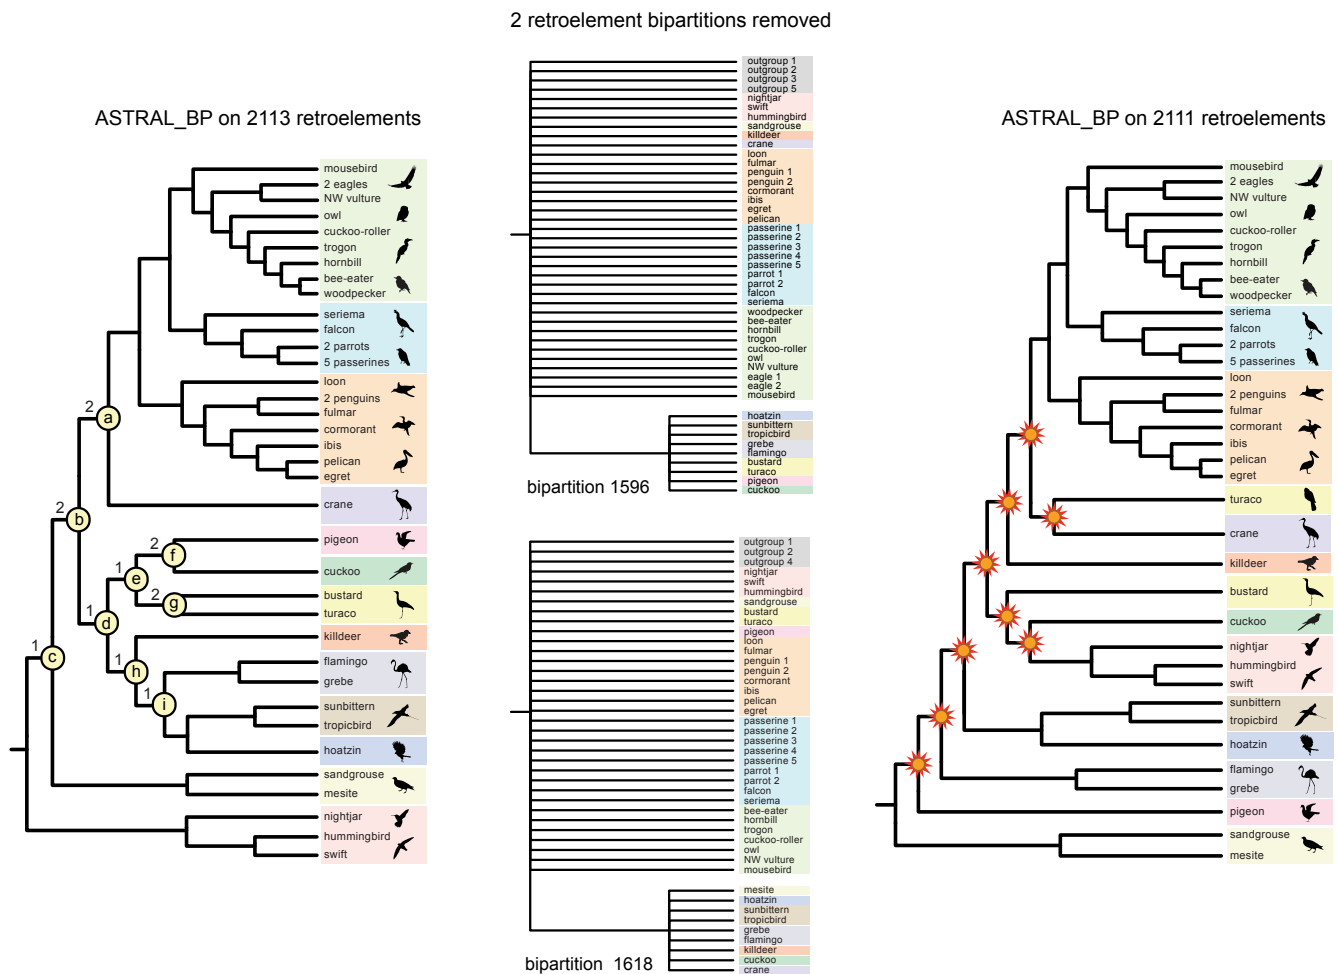 2 retroelement bipartitions removed
ASTRAL_BP on 2113 retroelements
mousebird
2 eagles
NW vulture
owl
cuckoo-roller
trogon
hornbill
bee-eater
woodpecker
seriema
falcon
2 parrots
5 passerines
loon
2 penguins
fulmar
cormorant
ibis
pelican
egret
crane
pigeon
cuckoo
bustard
turaco
killdeer
flamingo
grebe
sunbittern
tropicbird
hoatzin
sandgrouse
mesite
nightjar
hummingbird
swift
2
a
2
b
1
c
1
d
1
e
2
f
2
g
1
h
1
i
outgroup 1
outgroup 2
outgroup 3
outgroup 5
nightjar
swift
hummingbird
sandgrouse
killdeer
crane
loon
fulmar
penguin 1
penguin 2
cormorant
ibis
egret
pelican
passerine 1
passerine 2
passerine 3
passerine 4
passerine 5
parrot 1
parrot 2
falcon
seriema
woodpecker
bee-eater
hornbill
trogon
cuckoo-roller
owl
NW vulture
eagle 1
eagle 2
mousebird
hoatzin
sunbittern
tropicbird
grebe
flamingo
bustard
turaco
pigeon
cuckoo
bipartition 1596
outgroup 1
outgroup 2
outgroup 4
nightjar
swift
hummingbird
sandgrouse
bustard
turaco
pigeon
loon
fulmar
penguin 1
penguin 2
cormorant
ibis
pelican
egret
passerine 1
passerine 2
passerine 3
passerine 4
passerine 5
parrot 1
parrot 2
falcon
seriema
bee-eater
hornbill
trogon
cuckoo-roller
owl
NW vulture
mousebird
mesite
hoatzin
sunbittern
tropicbird
grebe
flamingo
killdeer
cuckoo
crane
bipartition 1618
ASTRAL_BP on 2111 retroelements
mousebird
2 eagles
NW vulture
owl
cuckoo-roller
trogon
hornbill
bee-eater
woodpecker
seriema
falcon
2 parrots
5 passerines
loon
2 penguins
fulmar
cormorant
ibis
pelican
egret
turaco
crane
killdeer
bustard
cuckoo
nightjar
hummingbird
swift
sunbittern
tropicbird
hoatzin
flamingo
grebe
pigeon
sandgrouse
mesite